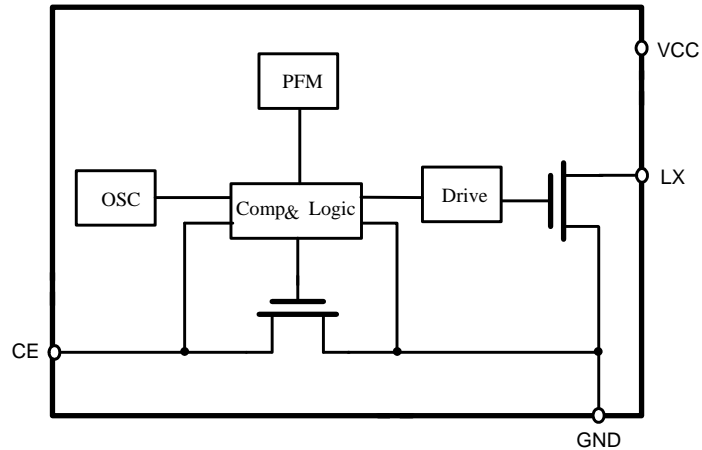 VCC
PFM
LX
OSC
Comp& Logic
Drive
CE
GND